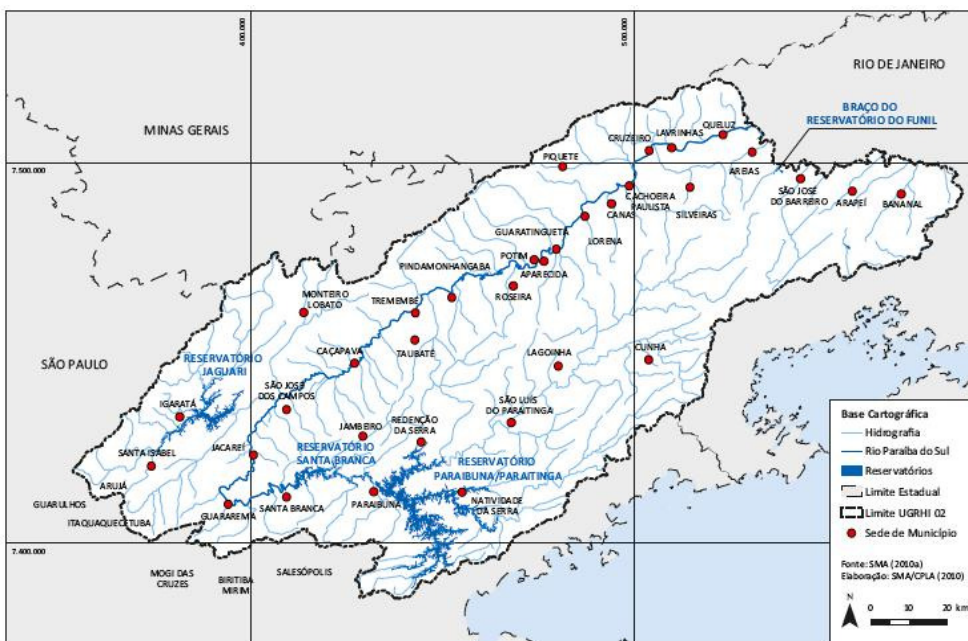 400.000
500.000
RIO DE JANEIRO
MINAS GERAIS
BRAÇO DO
RESERVATÓRIO DO FUNIL
QUELUZ
LAVRINHAS
CRUZEIRO
PIQUETE
7.500.000
AREIAS
SÃO JOSÉ
DO BARREIRO
ARAPEÍ
BANANAL
CACHOEIRA
PAULISTA
SILVEIRAS
CANAS
LORENA
GUARATINGUETÁ
POTIM
APARECIDA
PINDAMONHANGABA
ROSEIRA
MONTEIRO
LOBATO
TREMEMBÉ
TAUBATÉ
CAÇAPAVA
LAGOINHA
CUNHA
SÃO PAULO
RESERVATÓRIO
JAGUARI
IGARATÁ
SÃO JOSÉ
DOS CAMPOS
SÃO LUIS
DO PARAITINGA
REDENÇÃO
DA SERRA
JAMBEIRO
SANTA ISABEL
JACAREÍ
RESERVATÓRIO
SANTA BRANCA
RESERVATÓRIO
PARAIBUNA/PARAITINGA
ARUJÁ
GUARULHOS
ITAQUAQUECETUBA
GUARAREMA
SANTA BRANCA
PARAIBUNA
NATIVIDADE
DA SERRA
7.400.000
MOGI DAS
CRUZES
BIRITIBA
MIRIM
SALESÓPOLIS
Base Cartográfica
Hidrografia
Rio Paraíba do Sul
Reservatórios
Limite Estadual
Limite UGRHI 02
Sede de Município
Fonte: SMA (2010a)
Elaboração: SMA/CPLA (2010)
N
0 10 20 km